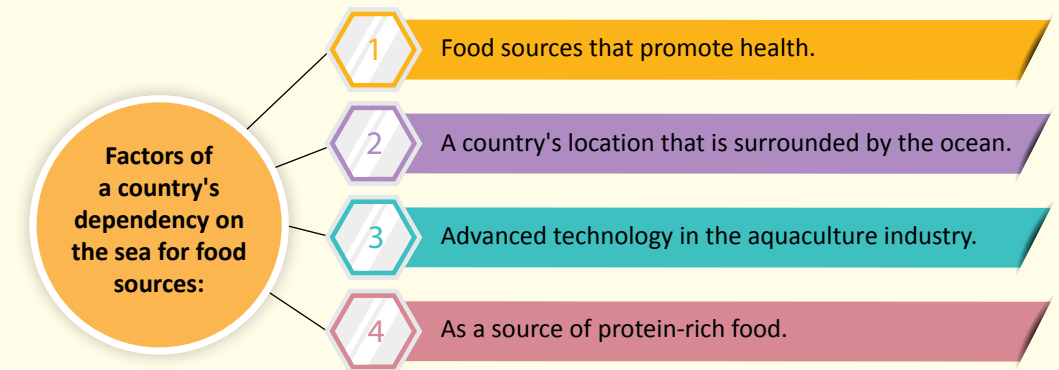 Factors of
a country's
dependency on
the sea for food
sources:
1
Food sources that promote health.
2
A country's location that is surrounded by the ocean.
3
Advanced technology in the aquaculture industry.
4
As a source of protein-rich food.